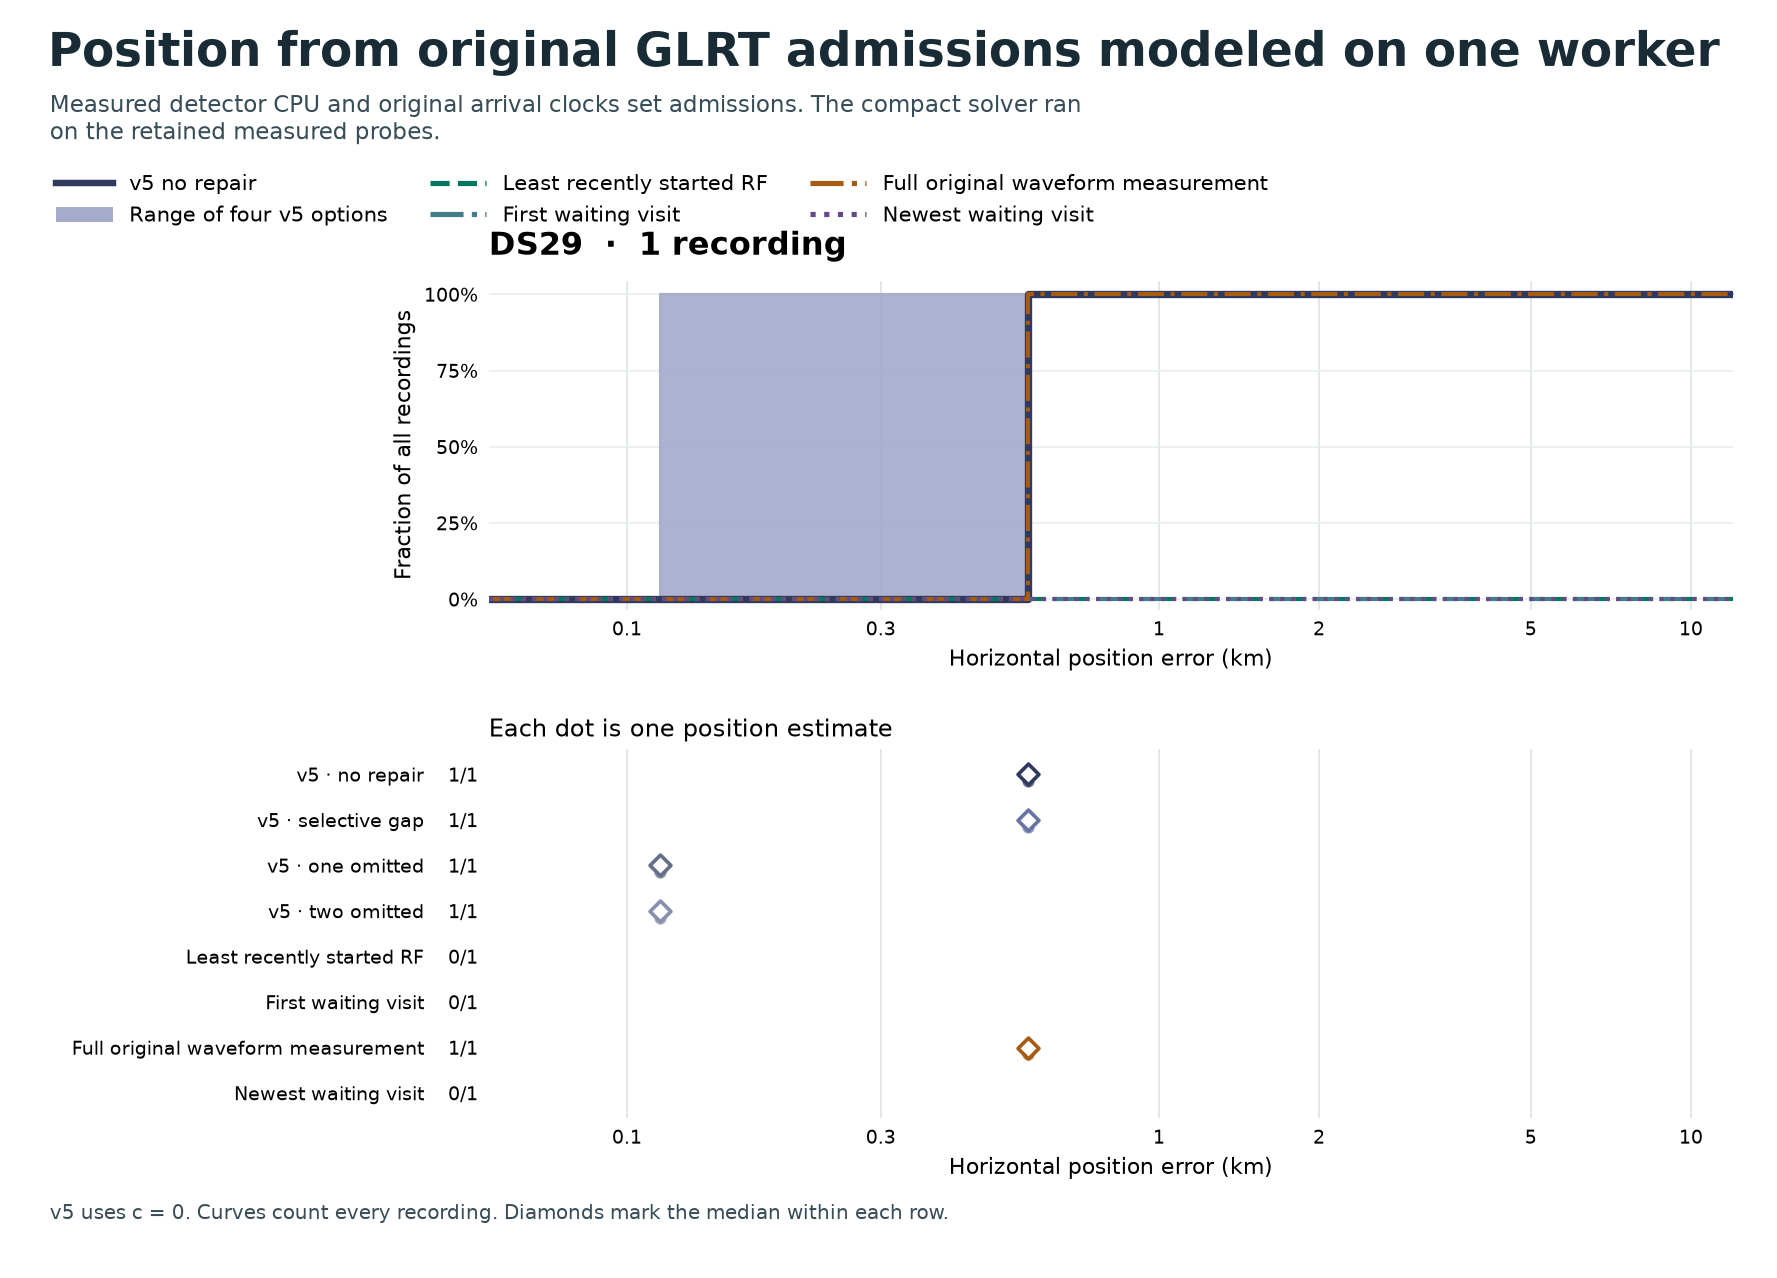 Position from original GLRT admissions modeled on one worker
Measured detector CPU and original arrival clocks set admissions. The compact solver ran
on the retained measured probes.
v5 no repair
Range of four v5 options
Least recently started RF
First waiting visit
Full original waveform measurement
Newest waiting visit
DS29 · 1 recording
Fraction of all recordings
100%
75%
50%
25%
0%
0.1 0.3 1 2 5 10
Horizontal position error (km)
Each dot is one position estimate
v5 · no repair 1/1
v5 · selective gap 1/1
v5 · one omitted 1/1
v5 · two omitted 1/1
Least recently started RF 0/1
First waiting visit 0/1
Full original waveform measurement 1/1
Newest waiting visit 0/1
0.1 0.3 1 2 5 10
Horizontal position error (km)
v5 uses c = 0. Curves count every recording. Diamonds mark the median within each row.